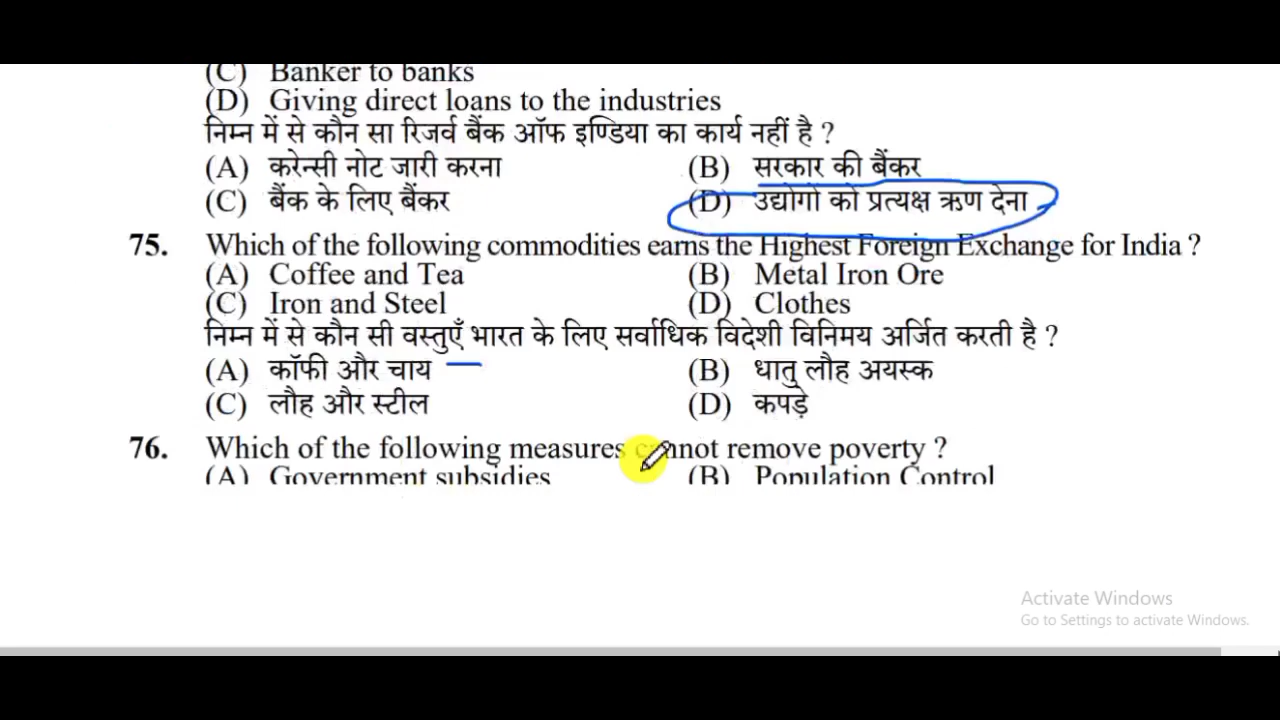 (C) Banker to banks
(D) Giving direct loans to the industries
निम्न में से कौन सा रिजर्व बैंक ऑफ इण्डिया का कार्य नहीं है ?
(A) करेन्सी नोट जारी करना (B) सरकार की बैंकर
(C) बैंक के लिए बैंकर (D) उद्योगो को प्रत्यक्ष ऋण देना
75. Which of the following commodities earns the Highest Foreign Exchange for India ?
(A) Coffee and Tea (B) Metal Iron Ore
(C) Iron and Steel (D) Clothes
निम्न में से कौन सी वस्तुएँ भारत के लिए सर्वाधिक विदेशी विनिमय अर्जित करती है ?
(A) कॉफी और चाय (B) धातु लौह अयस्क
(C) लौह और स्टील (D) कपड़े
76. Which of the following measures cannot remove poverty ?
(A) Government subsidies (B) Population Control
Activate Windows
Go to Settings to activate Windows.